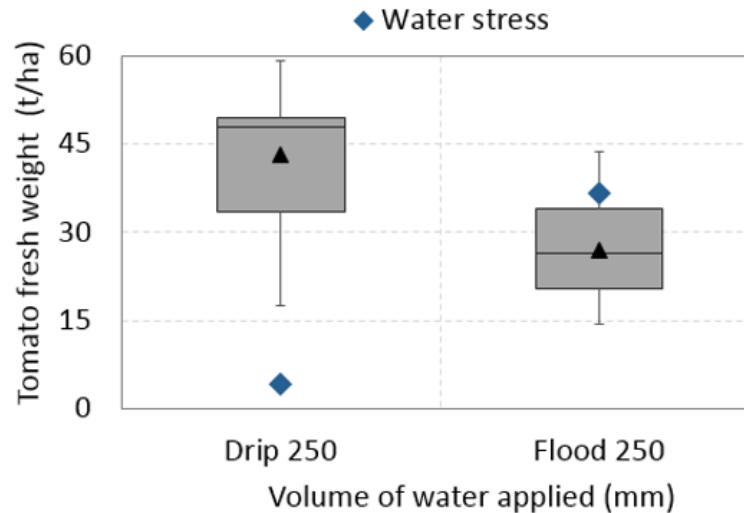 Water stress
Tomato fresh weight (t/ha)
60
45
30
15
0
Drip 250
Flood 250
Volume of water applied (mm)